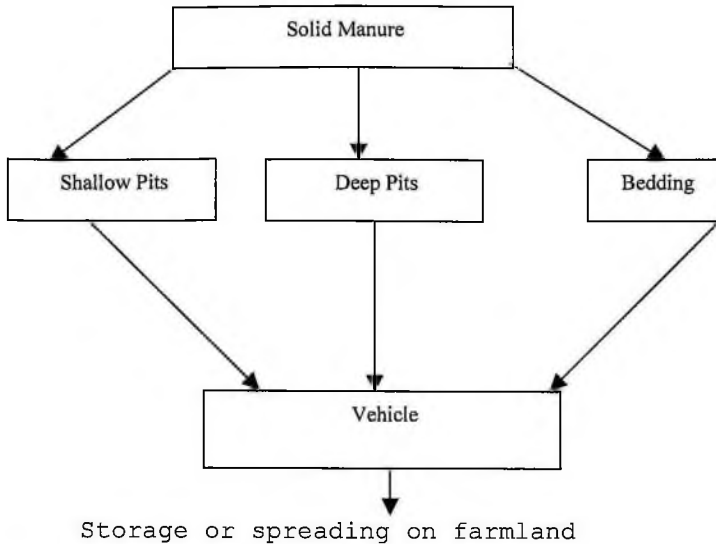 Solid Manure
Shallow Pits
Deep Pits
Bedding
Vehicle
Storage or spreading on farmland